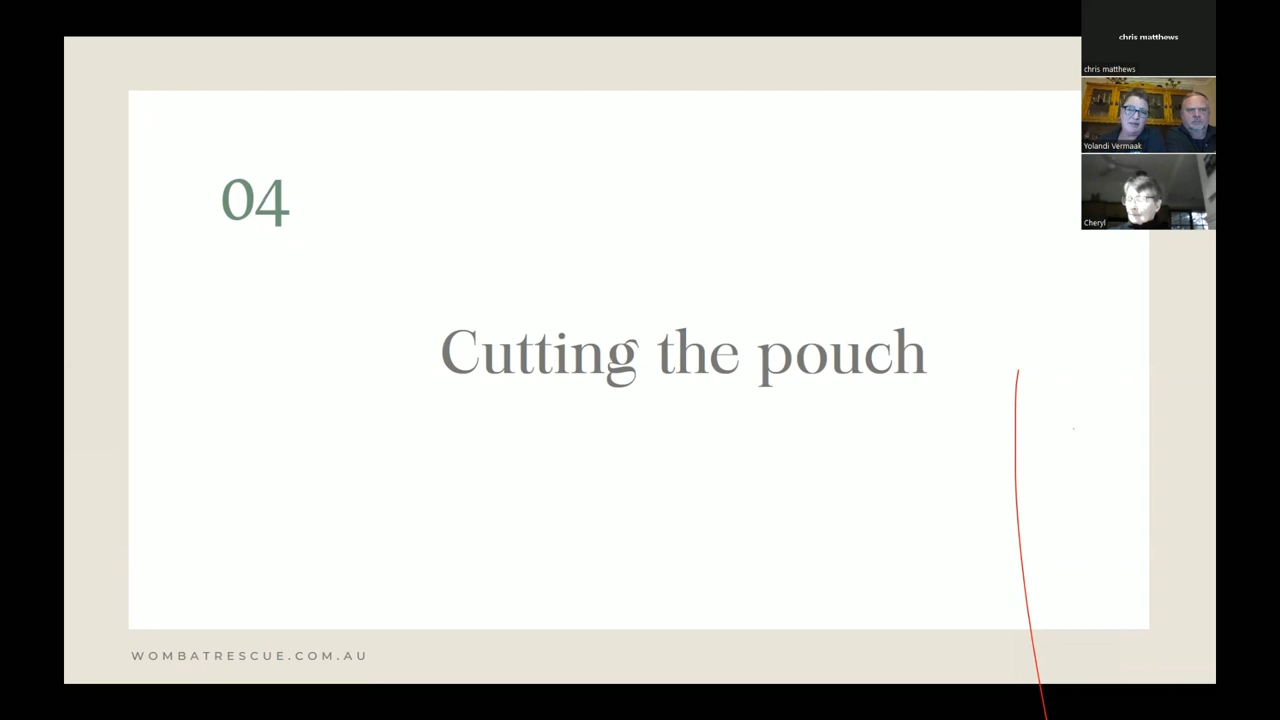 chris matthews
chris matthews
Yolandi Vermaak
Cheryl
04
Cutting the pouch
WOMBATRESCUE.COM.AU